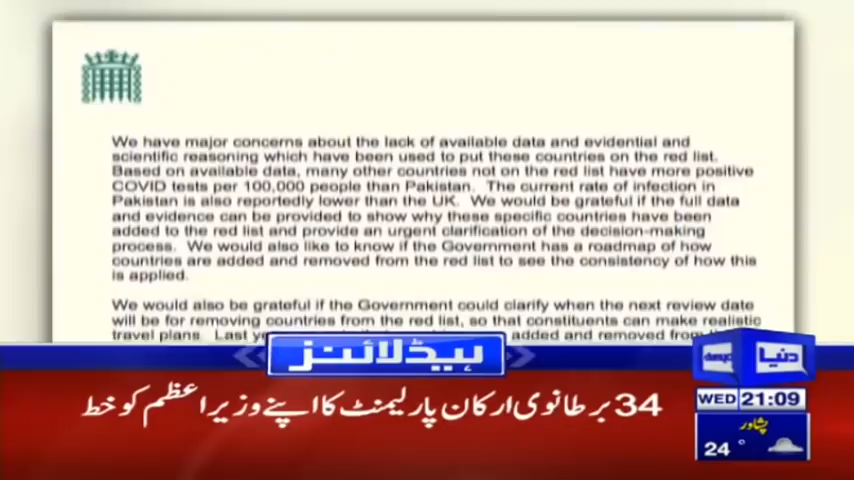 We have major concerns about the lack of available data and evidential and
scientific reasoning which have been used to put these countries on the red list.
Based on available data, many other countries not on the red list have more positive
COVID tests per 100,000 people than Pakistan. The current rate of infection in
Pakistan is also reportedly lower than the UK. We would be grateful if the full data
and evidence can be provided to show why these specific countries have been
added to the red list and provide an urgent clarification of the decision-making
process. We would also like to know if the Government has a roadmap of how
countries are added and removed from the red list to see the consistency of how this
is applied.
We would also be grateful if the Government could clarify when the next review date
will be for removing countries from the red list, so that constituents can make realistic
travel plans. Last added and removed from
ہیڈلائنز
دنیا
34 برطانوی ارکان پارلیمنٹ کا اپنے وزیراعظم کو خط
WED 21:09
پشاور
24 °